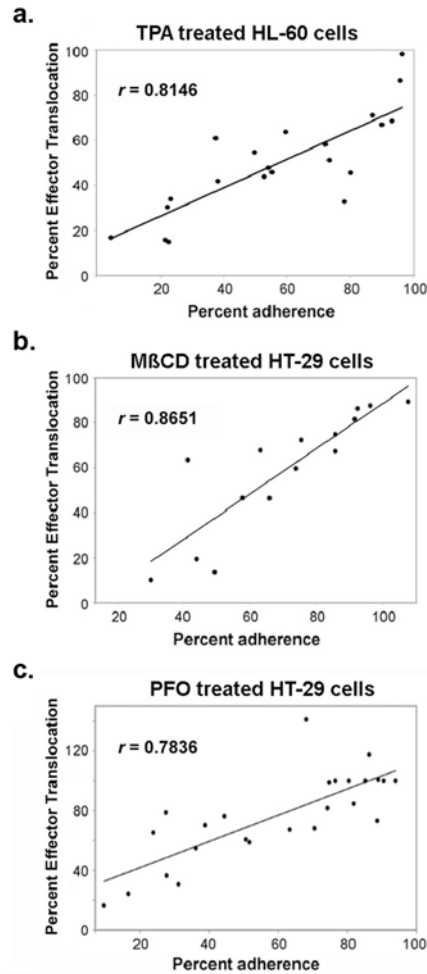 a.
TPA treated HL-60 cells
r = 0.8146
Percent Effector Translocation
100
80
60
40
20
0
20 40 60 80 100
Percent adherence
b.
MßCD treated HT-29 cells
r = 0.8651
Percent Effector Translocation
100
80
60
40
20
0
20 40 60 80 100
Percent adherence
c.
PFO treated HT-29 cells
r = 0.7836
Percent Effector Translocation
120
80
40
0
20 40 60 80 100
Percent adherence